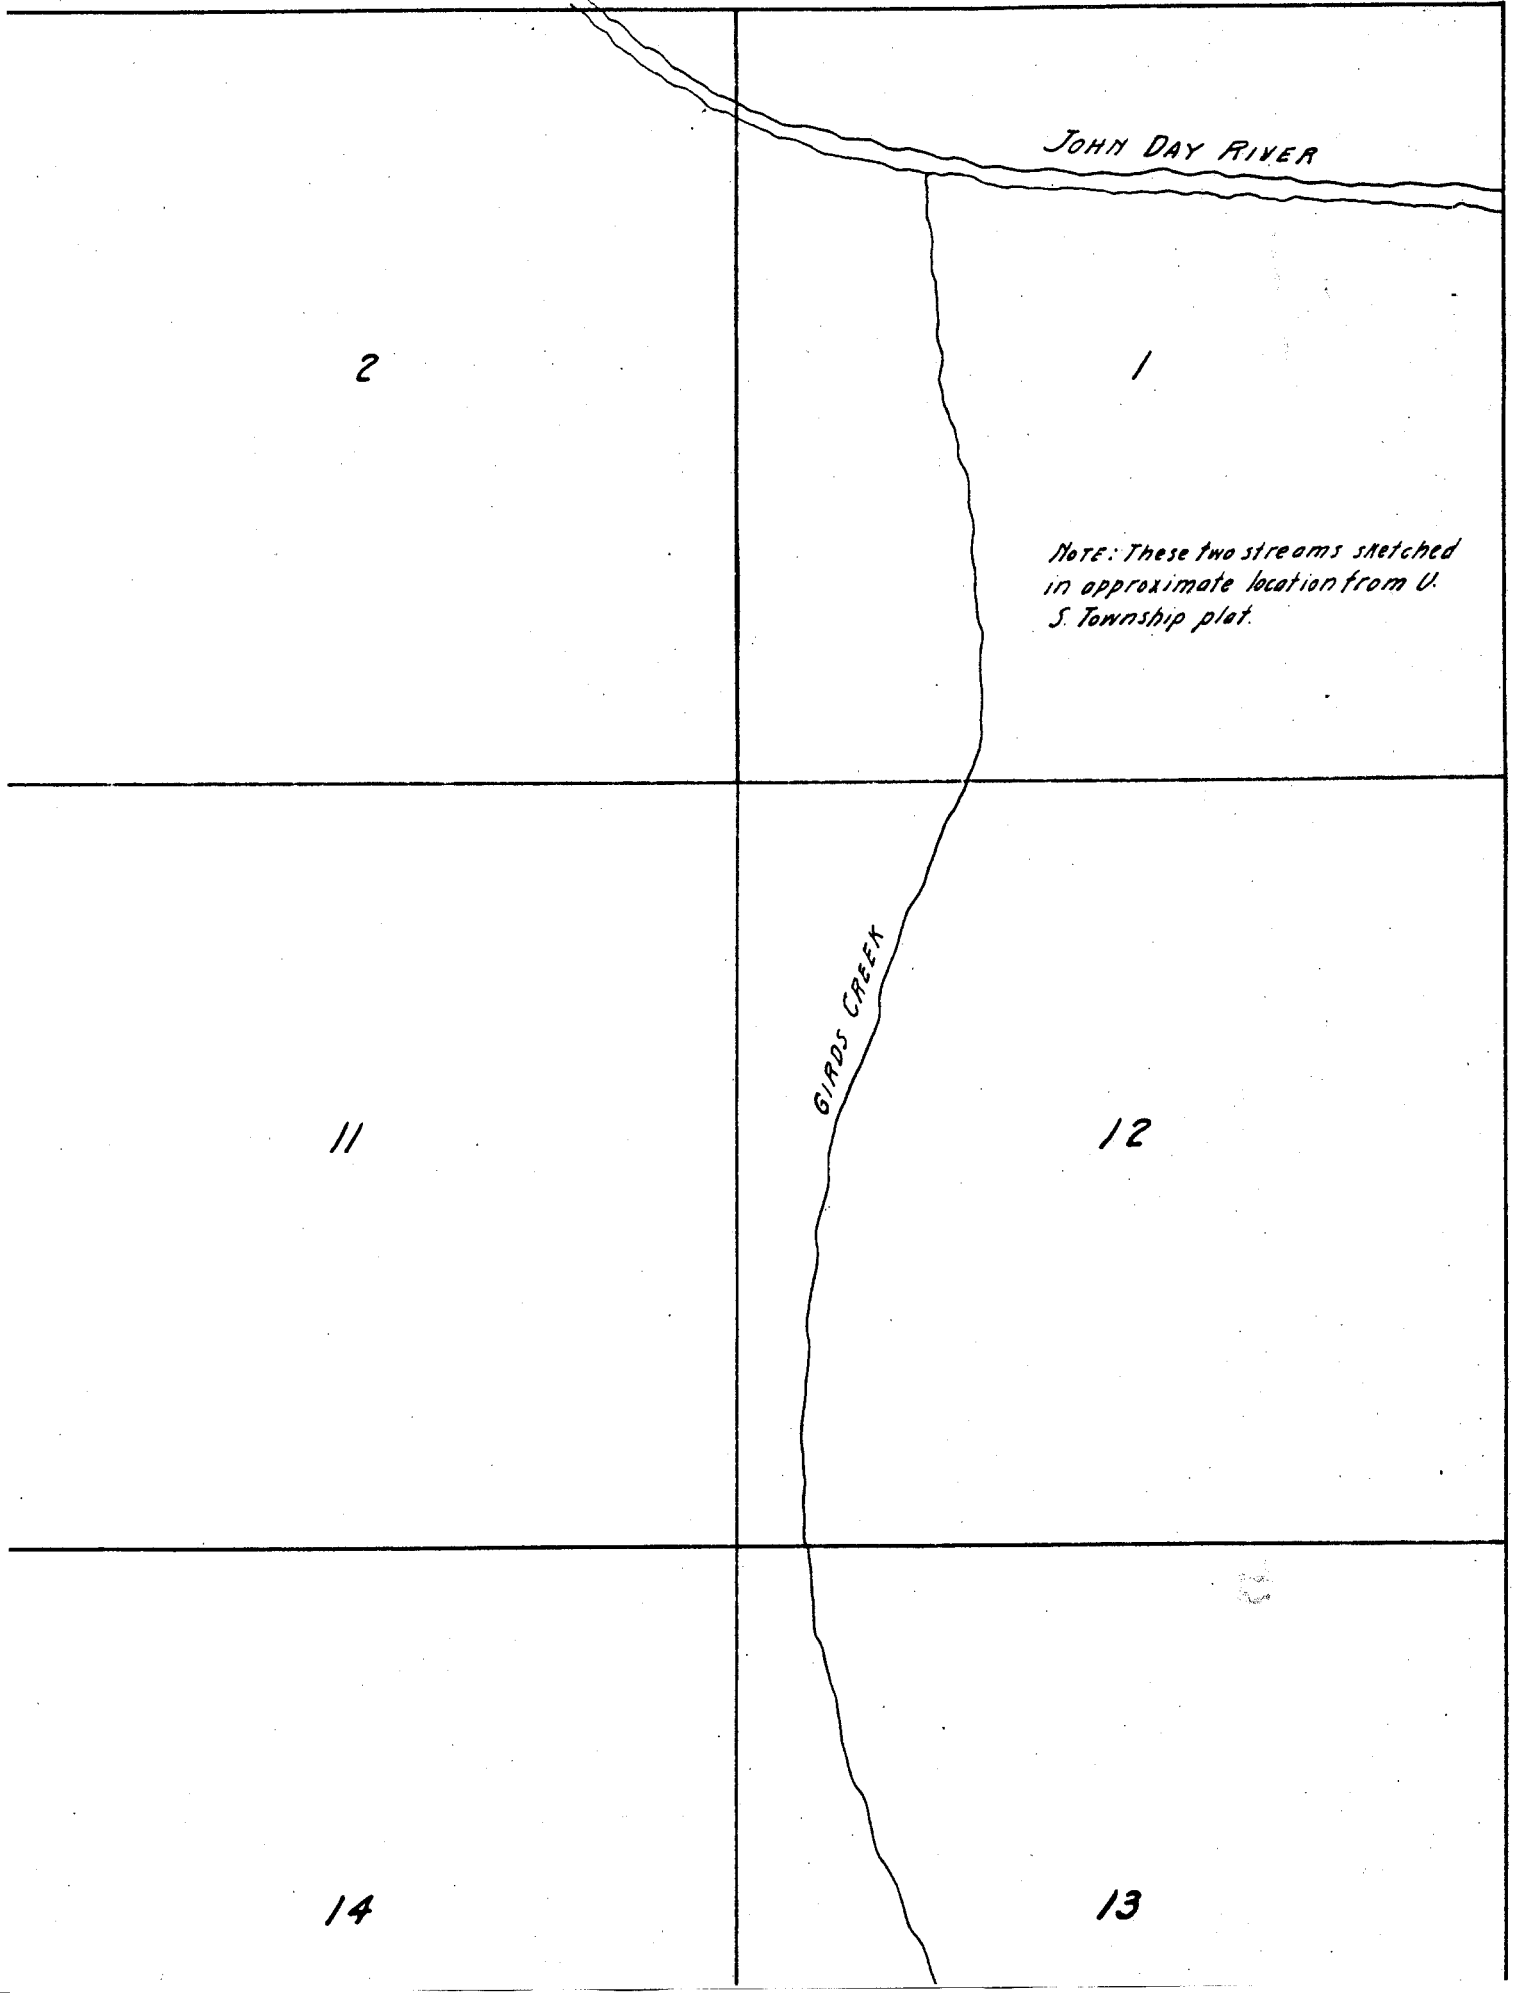 JOHN DAY RIVER
2
1
NOTE: These two streams sketched
in approximate location from U.
S. Township plat.
GIRDS CREEK
11
12
14
13